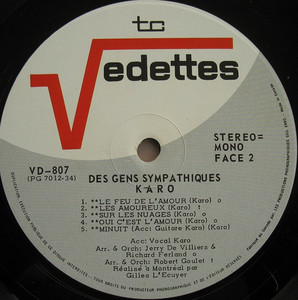 tc
Vedettes
VD-807
(PG 7012-34)
STEREO=
MONO
FACE 2
DES GENS SYMPATHIQUES
KARO
1. *LE FEU DE L'AMOUR (Karo) o
2. **LES AMOUREUX (Karo) t
3. **SUR LES NUAGES (Karo) o
4. **OUI C'EST L'AMOUR (Karo) o
5. **MINUIT (Acc: Guitare Karo) (Karo)
Acc: Vocal Karo
Arr. & Orch: Jerry De Villiers &
Richard Ferland o
Arr. & Orch: Robert Goulet t
Réalisé à Montréal par
Gilles L'Ecuyer